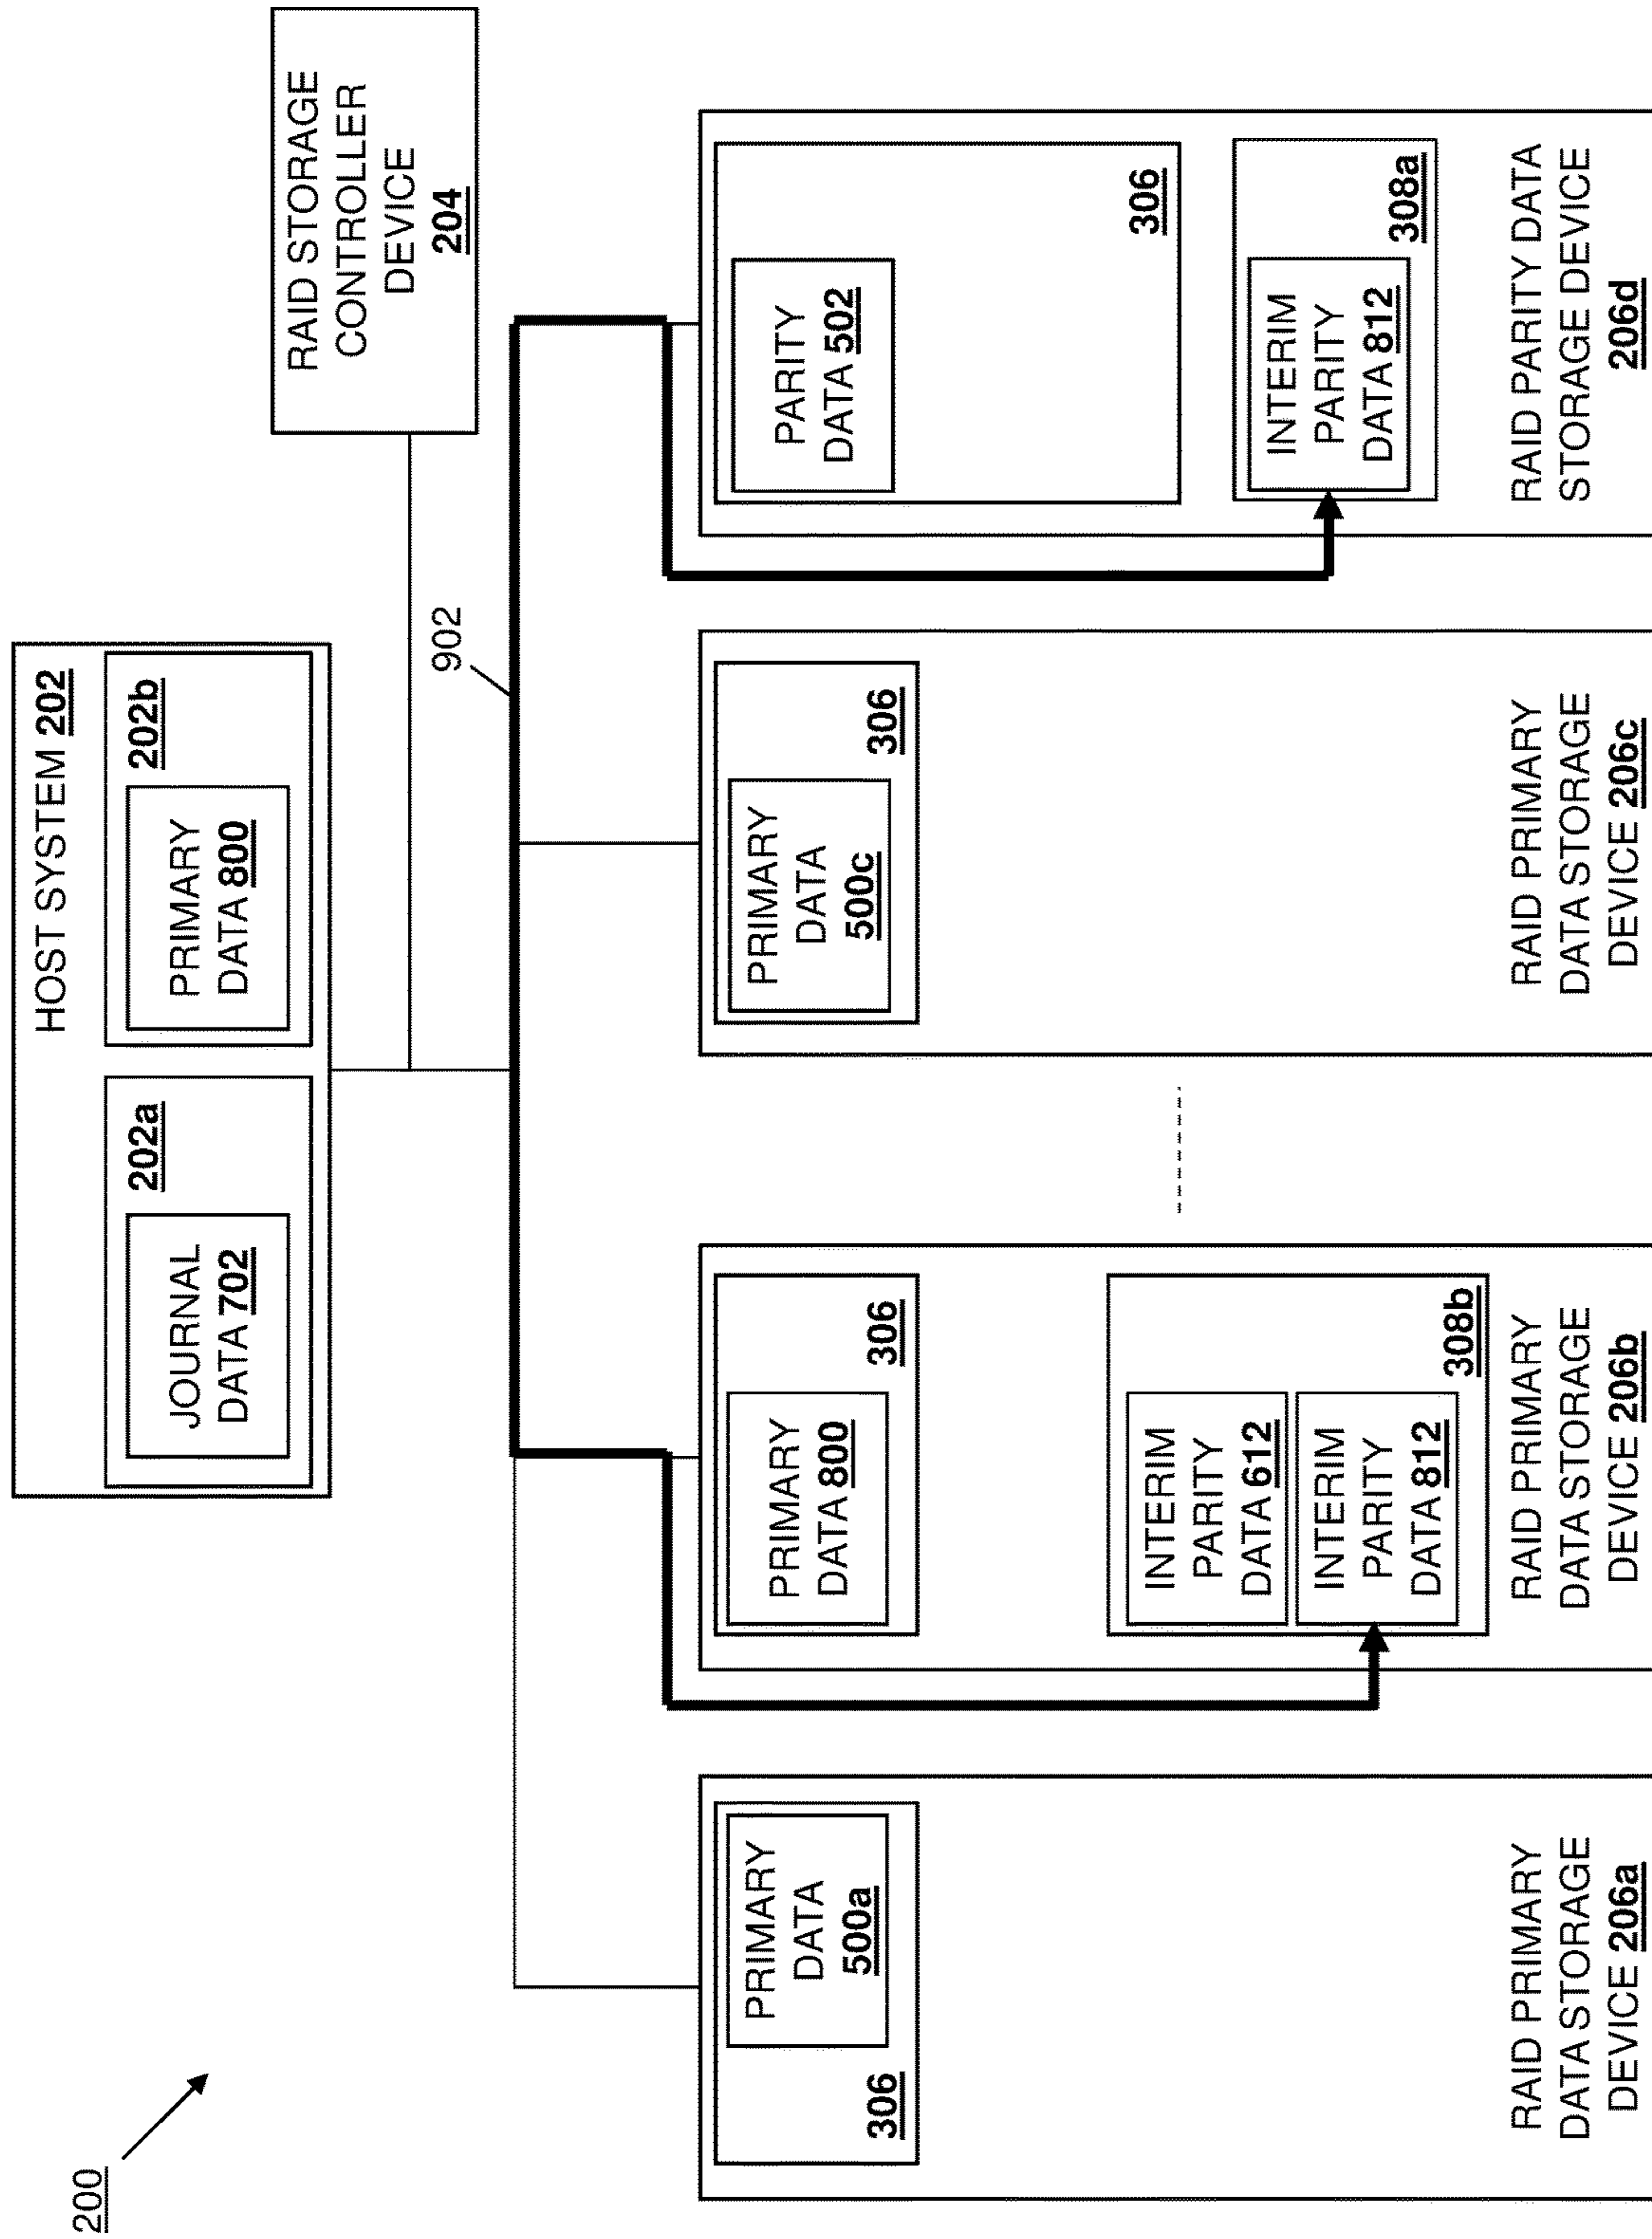 200
HOST SYSTEM 202
JOURNAL
DATA 702
202a
PRIMARY
DATA 800
202b
RAID STORAGE
CONTROLLER
DEVICE
204
902
PRIMARY
DATA
500a
306
RAID PRIMARY
DATA STORAGE
DEVICE 206a
PRIMARY
DATA 800
306
INTERIM
PARITY
DATA 612
INTERIM
PARITY
DATA 812
308b
RAID PRIMARY
DATA STORAGE
DEVICE 206b
PRIMARY
DATA
500c
306
RAID PRIMARY
DATA STORAGE
DEVICE 206c
PARITY
DATA 502
306
INTERIM
PARITY
DATA 812
308a
RAID PARITY DATA
STORAGE DEVICE
206d